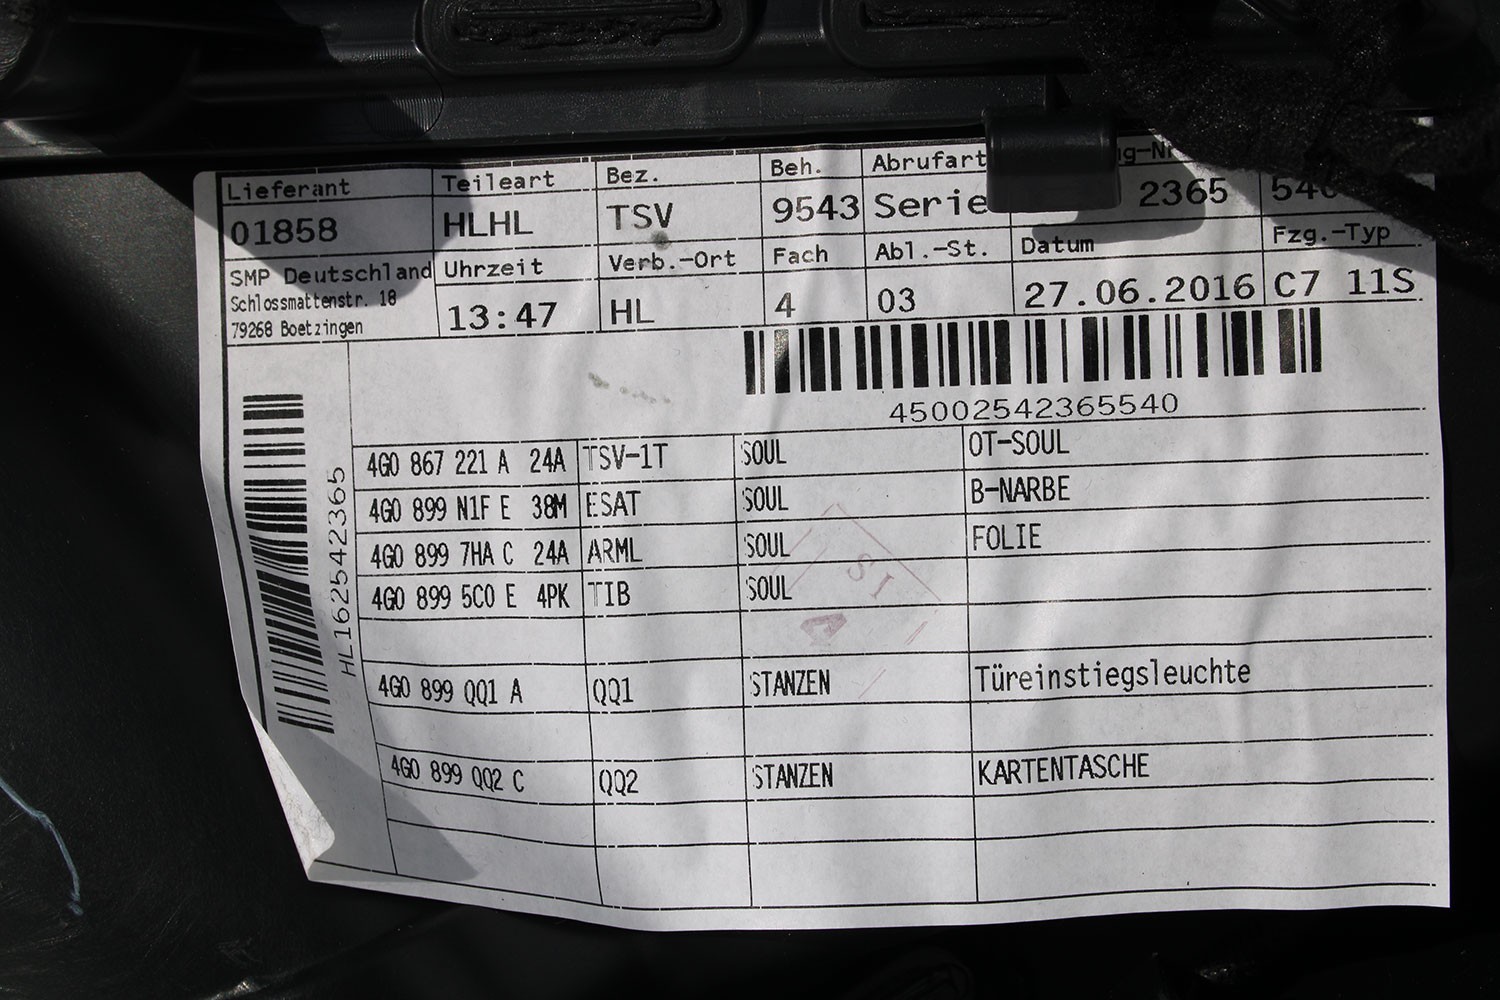 Lieferant Teileart Bez. Beh. Abrufart
01858 HLHL TSV 9543 Serie 2365
SMP Deutschland Uhrzeit Verb.-Ort Fach Abl.-St. Datum Fzg.-Typ
Schlossmattenstr. 18
79268 Boetzingen 13:47 HL 4 03 27.06.2016 C7 11S
45002542365540
HL162542365
4G0 867 221 A 24A TSV-1T SOUL OT-SOUL
4G0 899 N1F E 38M ESAT SOUL B-NARBE
4G0 899 7HA C 24A ARML SOUL FOLIE
4G0 899 5C0 E 4PK TIB SOUL
SI
4G0 899 QQ1 A QQ1 STANZEN Türeinstiegsleuchte
4G0 899 QQ2 C QQ2 STANZEN KARTENTASCHE